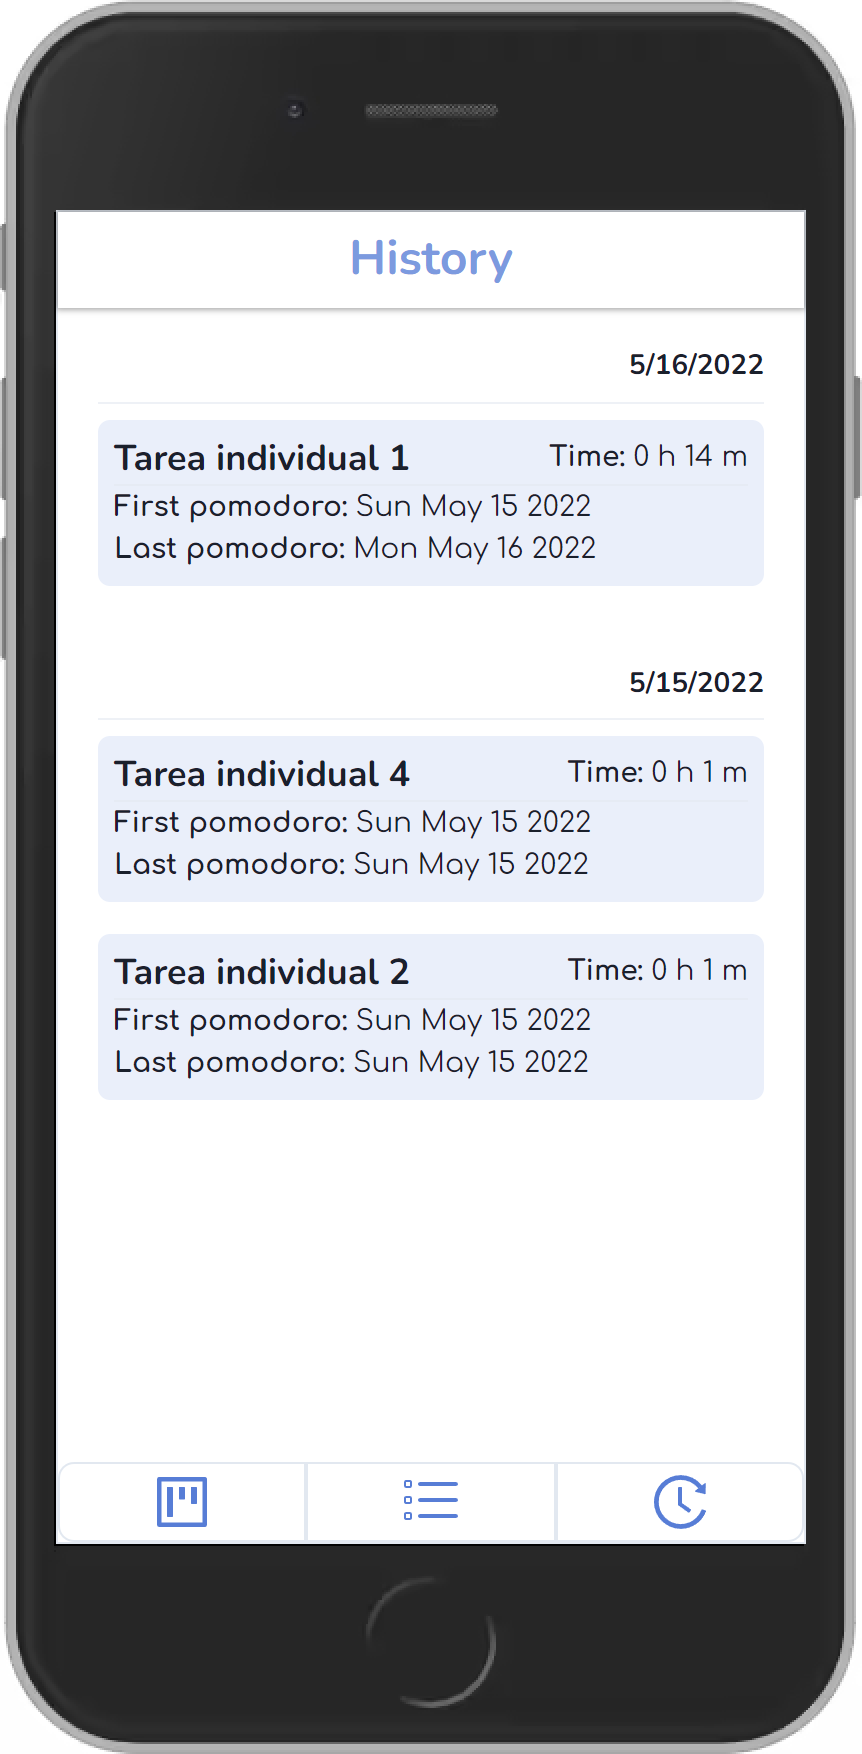 History
5/16/2022
Tarea individual 1 Time: 0 h 14 m
First pomodoro: Sun May 15 2022
Last pomodoro: Mon May 16 2022
5/15/2022
Tarea individual 4 Time: 0 h 1 m
First pomodoro: Sun May 15 2022
Last pomodoro: Sun May 15 2022
Tarea individual 2 Time: 0 h 1 m
First pomodoro: Sun May 15 2022
Last pomodoro: Sun May 15 2022